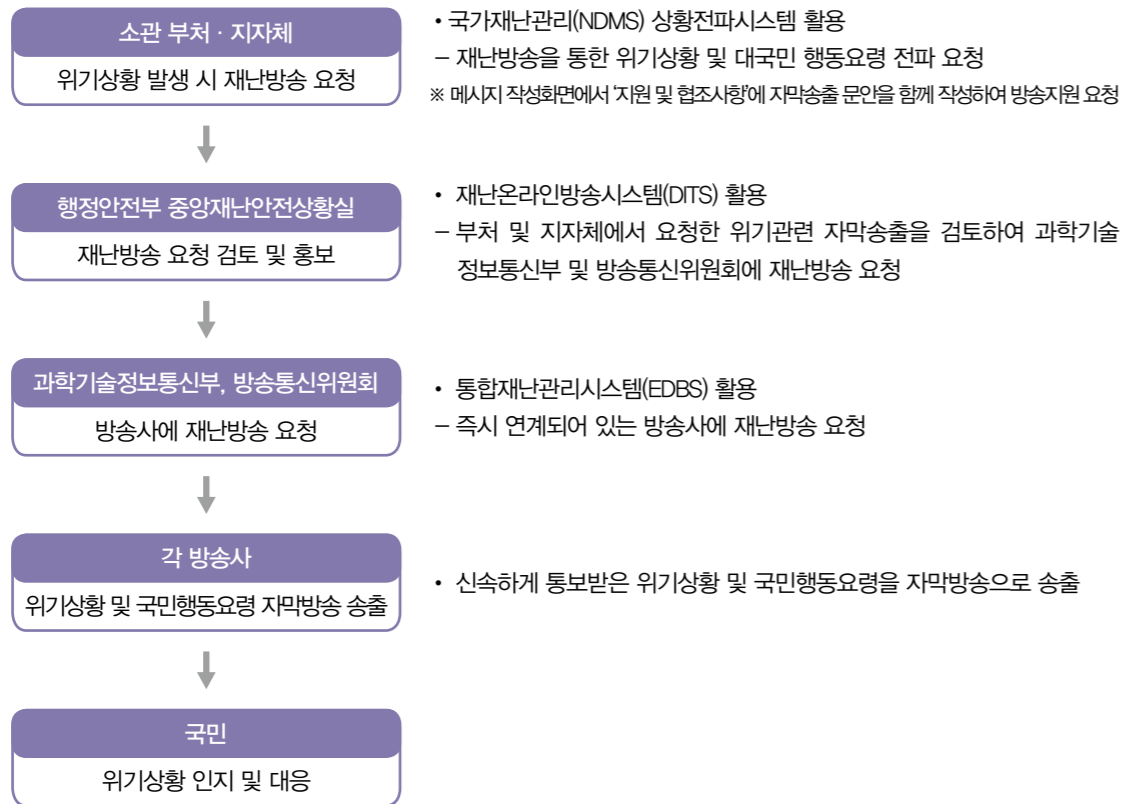 소관 부처 · 지자체
위기상황 발생 시 재난방송 요청
• 국가재난관리(NDMS) 상황전파시스템 활용
– 재난방송을 통한 위기상황 및 대국민 행동요령 전파 요청
※ 메시지 작성화면에서 ‘지원 및 협조사항’에 자막송출 문안을 함께 작성하여 방송지원 요청
행정안전부 중앙재난안전상황실
재난방송 요청 검토 및 홍보
• 재난온라인방송시스템(DITS) 활용
– 부처 및 지자체에서 요청한 위기관련 자막송출을 검토하여 과학기술
정보통신부 및 방송통신위원회에 재난방송 요청
과학기술정보통신부, 방송통신위원회
방송사에 재난방송 요청
• 통합재난관리시스템(EDBS) 활용
– 즉시 연계되어 있는 방송사에 재난방송 요청
각 방송사
위기상황 및 국민행동요령 자막방송 송출
• 신속하게 통보받은 위기상황 및 국민행동요령을 자막방송으로 송출
국민
위기상황 인지 및 대응